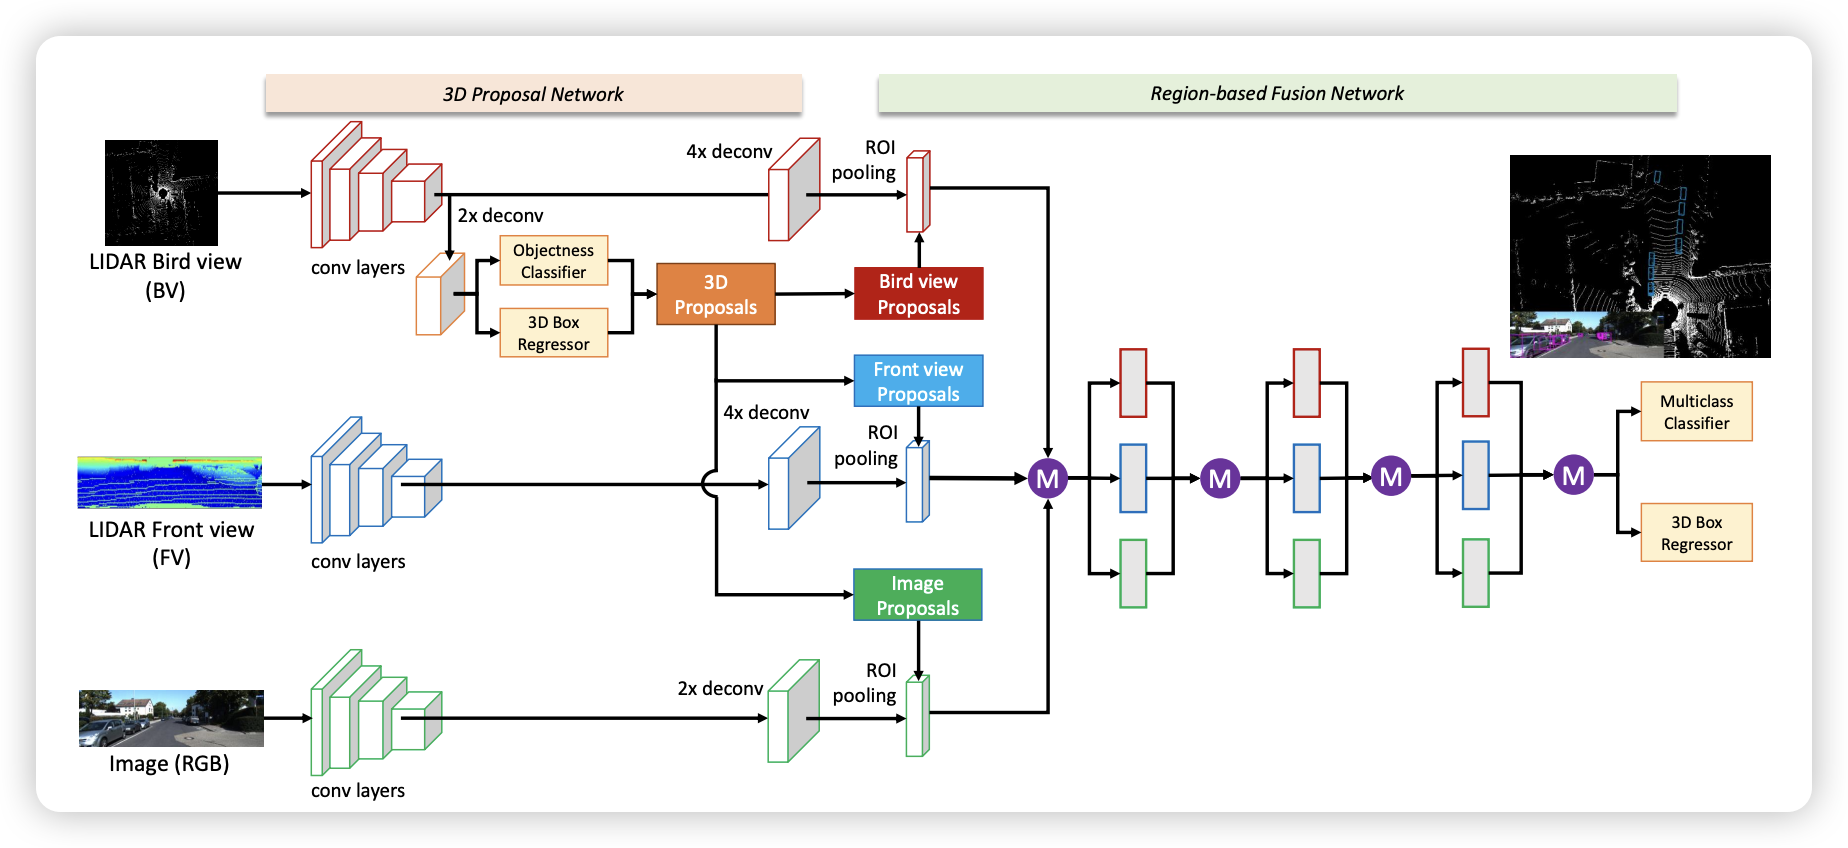 3D Proposal Network
Region-based Fusion Network
LIDAR Bird view
(BV)
conv layers
2x deconv
4x deconv
ROI
pooling
Objectness
Classifier
3D Box
Regressor
3D
Proposals
Bird view
Proposals
Front view
Proposals
LIDAR Front view
(FV)
conv layers
4x deconv
ROI
pooling
Image
Proposals
Image (RGB)
conv layers
2x deconv
ROI
pooling
M
M
M
M
Multiclass
Classifier
3D Box
Regressor